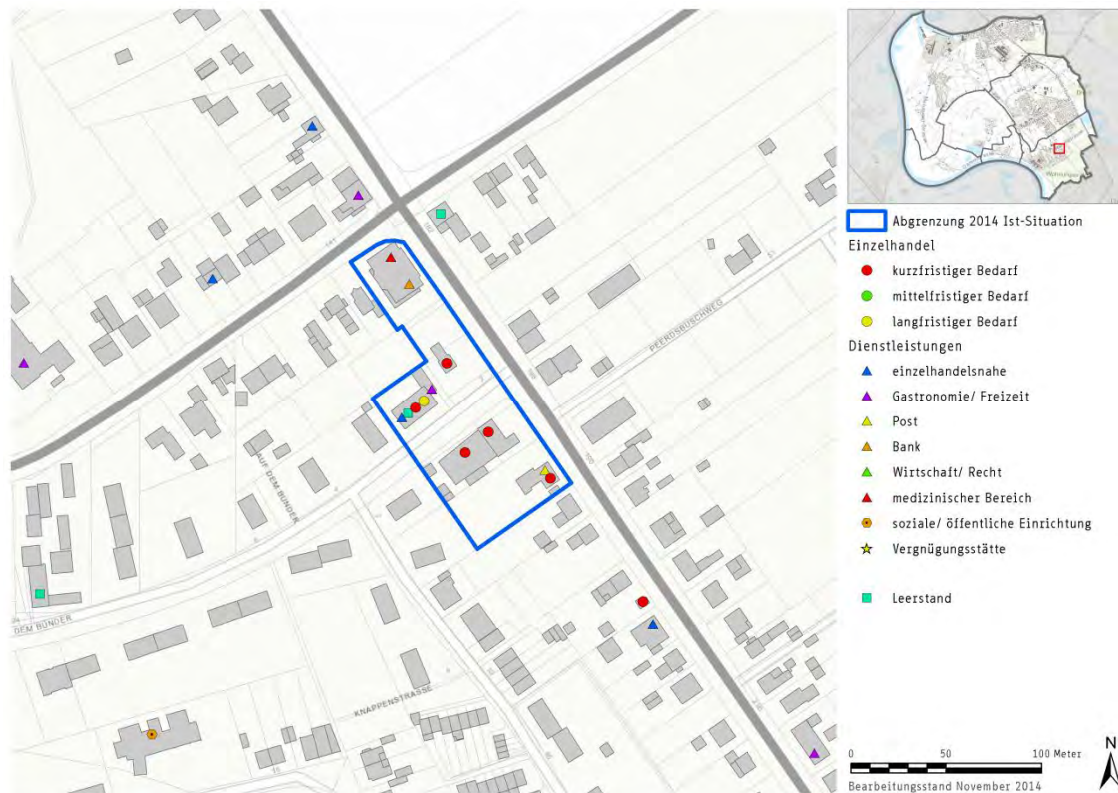 PEERDSBUSCHWEG
AUF DEM BÜNDER
DEM BÜNDER
KNAPPENSTRASSE
Abgrenzung 2014 Ist-Situation
Einzelhandel
kurzfristiger Bedarf
mittelfristiger Bedarf
langfristiger Bedarf
Dienstleistungen
einzelhandelsnahe
Gastronomie/ Freizeit
Post
Bank
Wirtschaft/ Recht
medizinischer Bereich
soziale/ öffentliche Einrichtung
Vergnügungsstätte
Leerstand
0 50 100 Meter
N
Bearbeitungsstand November 2014